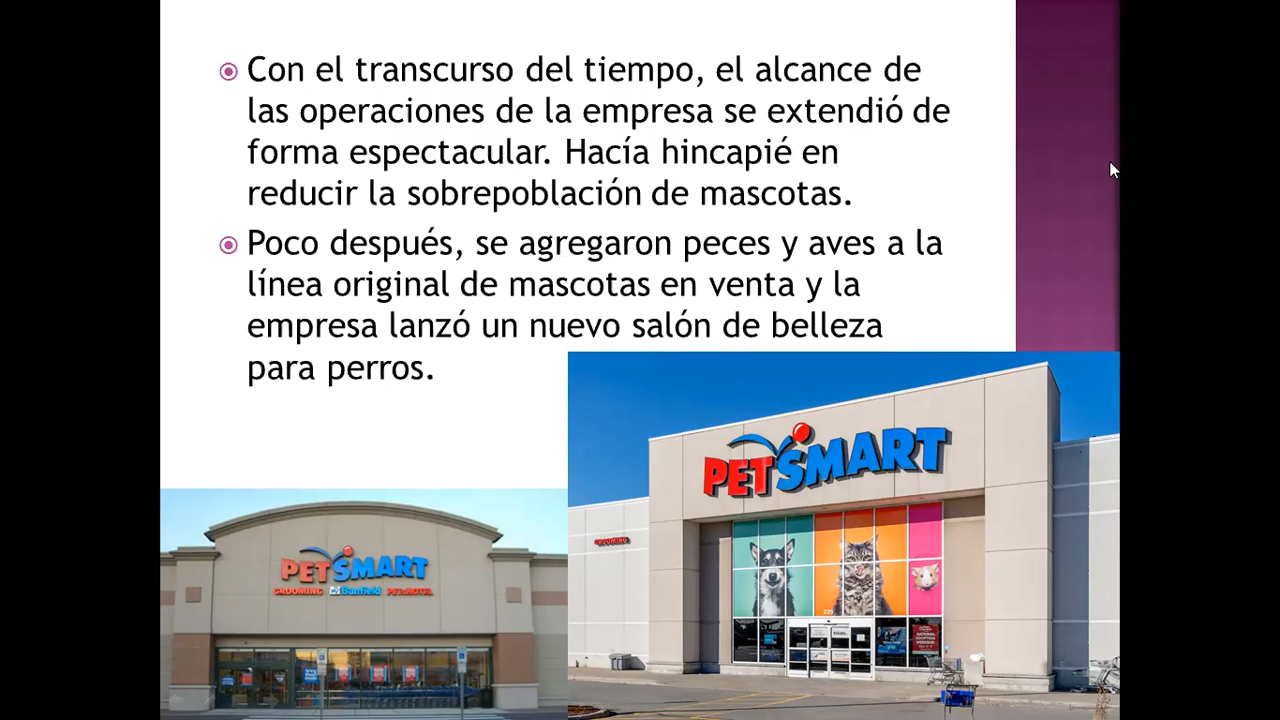 Con el transcurso del tiempo, el alcance de
las operaciones de la empresa se extendió de
forma espectacular. Hacía hincapié en
reducir la sobrepoblación de mascotas.
Poco después, se agregaron peces y aves a la
línea original de mascotas en venta y la
empresa lanzó un nuevo salón de belleza
para perros.
PETSMART
GROOMING
225
PETSMART
GROOMING Banfield PETSHOTEL